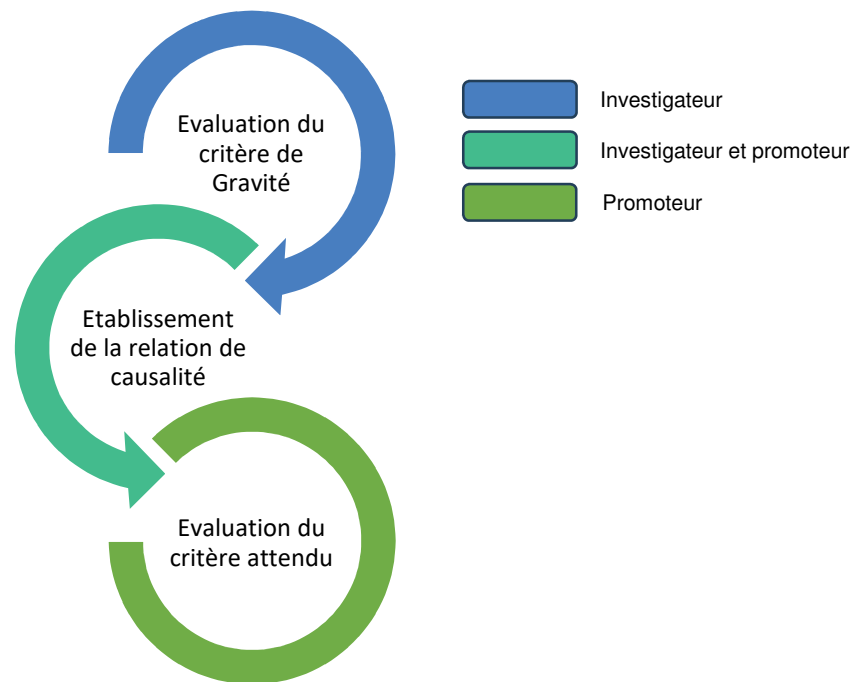 Evaluation du
critère de
Gravité
Etablissement
de la relation de
causalité
Evaluation du
critère attendu
Investigateur
Investigateur et promoteur
Promoteur